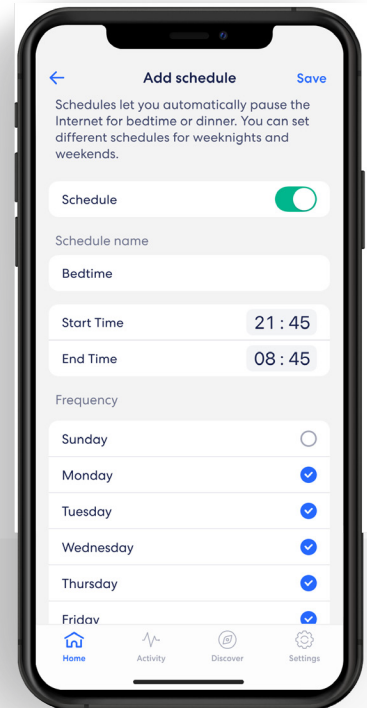 Add schedule Save
Schedules let you automatically pause the
Internet for bedtime or dinner. You can set
different schedules for weeknights and
weekends.
Schedule
Schedule name
Bedtime
Start Time 21 : 45
End Time 08 : 45
Frequency
Sunday
Monday
Tuesday
Wednesday
Thursday
Friday
Home Activity Discover Settings